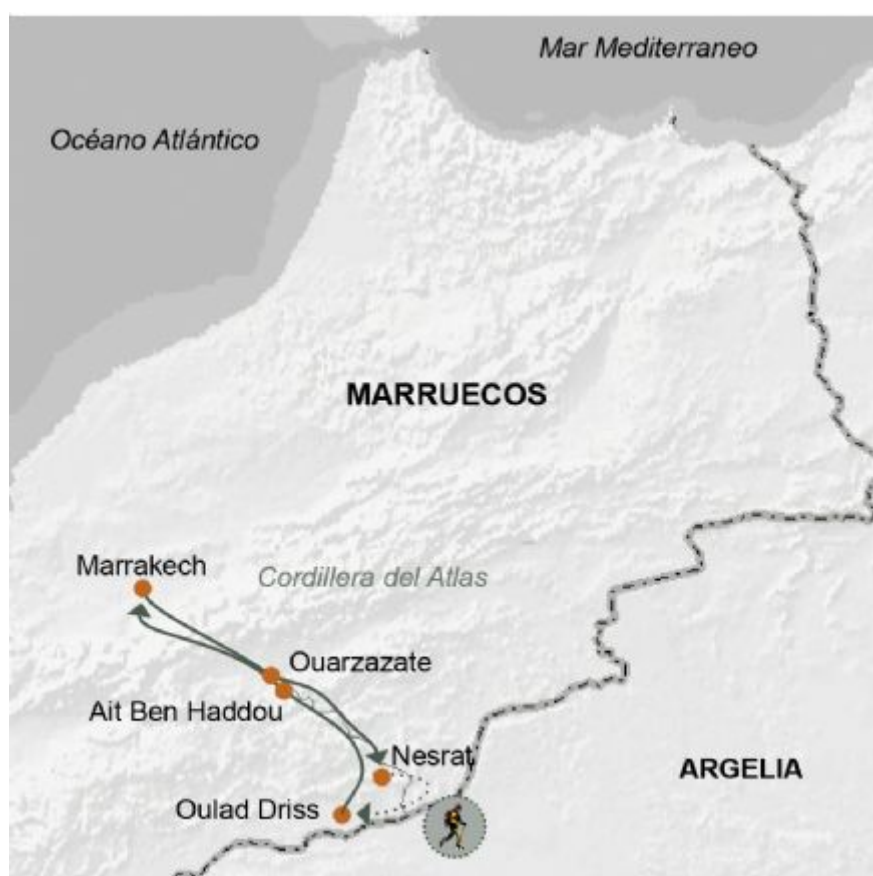 Mar Mediterraneo
Océano Atlántico
MARRUECOS
Marrakech
Cordillera del Atlas
Ouarzazate
Ait Ben Haddou
Nesrat
ARGELIA
Oulad Driss